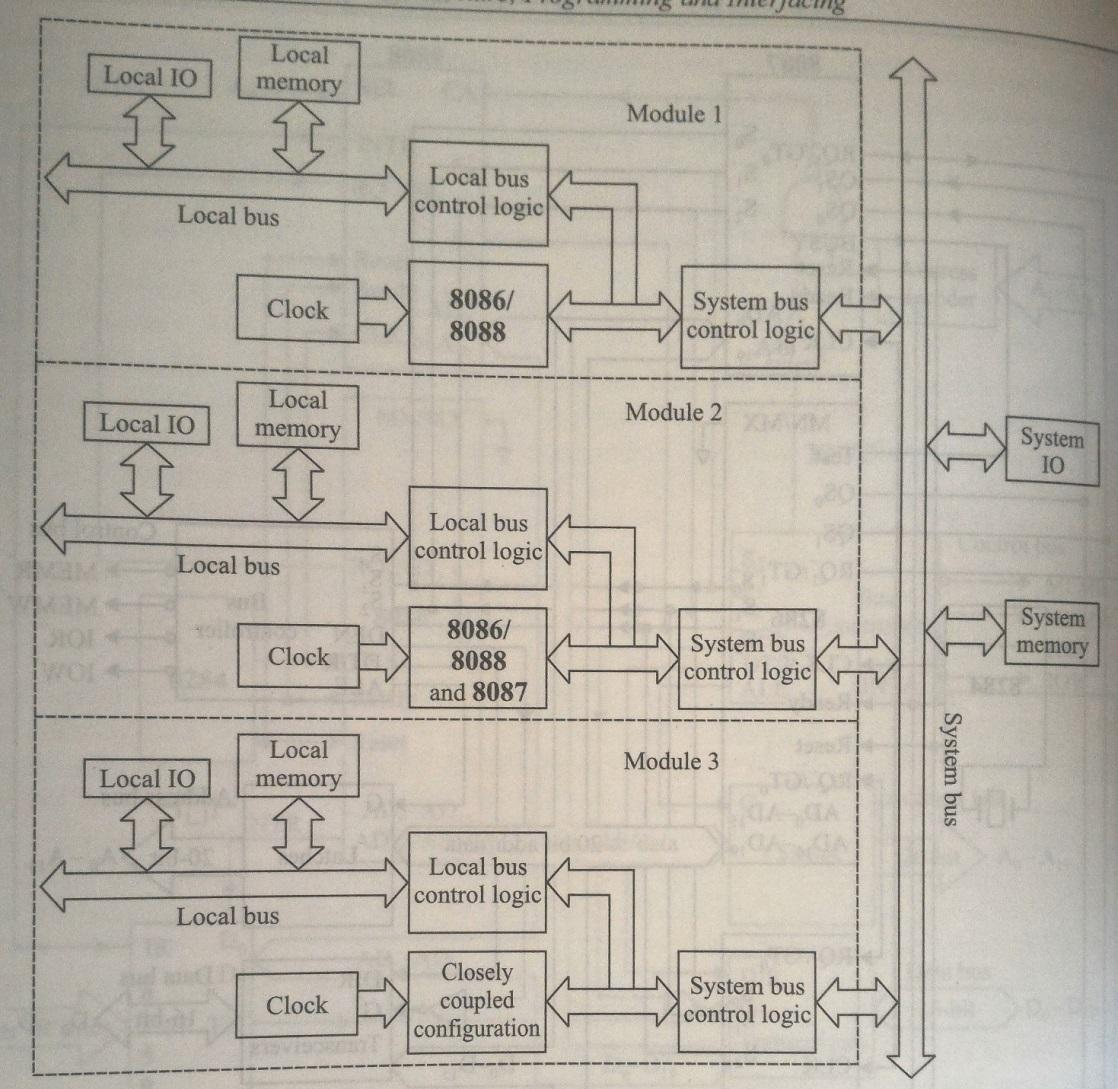 Programming and Interfacing
Local IO
Local
memory
Module 1
Local bus
control logic
Local bus
Clock
8086/
8088
System bus
control logic
Module 2
Local IO
Local
memory
System
IO
Local bus
control logic
Local bus
Clock
8086/
8088
and 8087
System bus
control logic
System
memory
System bus
Module 3
Local IO
Local
memory
Local bus
control logic
Local bus
Clock
Closely
coupled
configuration
System bus
control logic